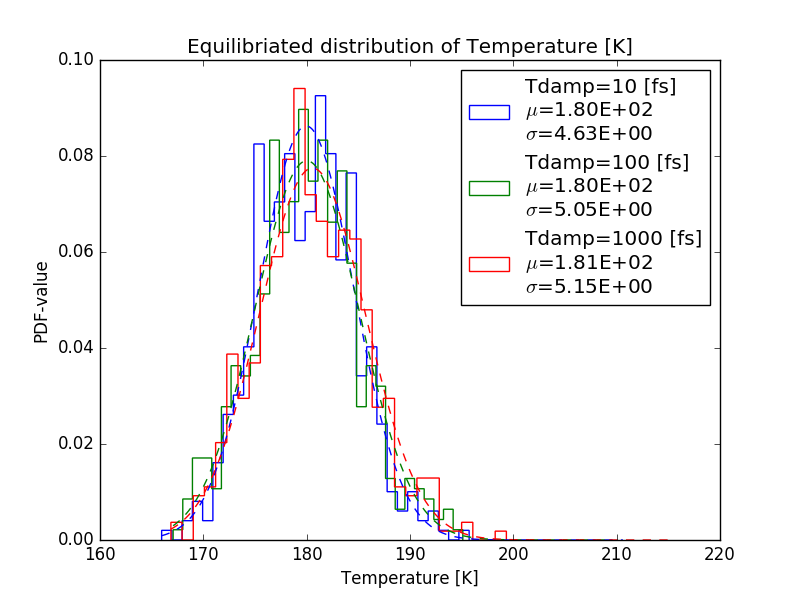 Equilibriated distribution of Temperature [K]
0.10
0.08
0.06
0.04
0.02
0.00
PDF-value
Tdamp=10 [fs]
μ=1.80E+02
σ=4.63E+00
Tdamp=100 [fs]
μ=1.80E+02
σ=5.05E+00
Tdamp=1000 [fs]
μ=1.81E+02
σ=5.15E+00
160 170 180 190 200 210 220
Temperature [K]